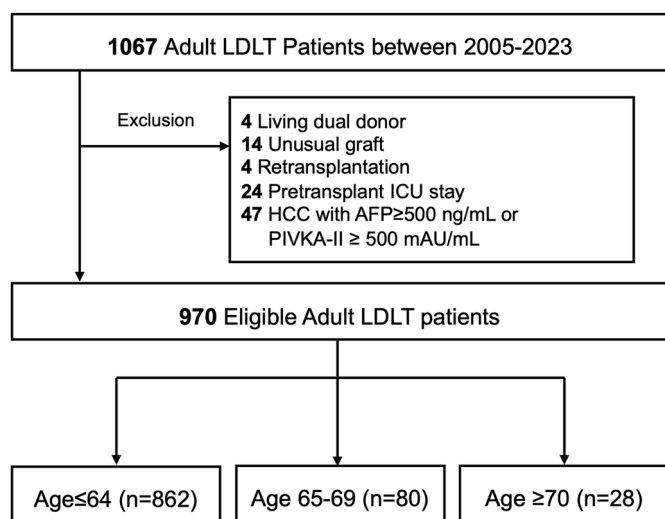 1067 Adult LDLT Patients between 2005-2023
Exclusion
4 Living dual donor
14 Unusual graft
4 Retransplantation
24 Pretransplant ICU stay
47 HCC with AFP≥500 ng/mL or
PIVKA-II ≥ 500 mAU/mL
970 Eligible Adult LDLT patients
Age≤64 (n=862)
Age 65-69 (n=80)
Age ≥70 (n=28)